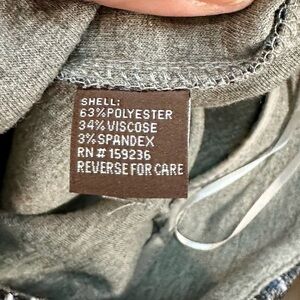 SHELL:
63%POLYESTER
34%VISCOSE
3%SPANDEX
RN# 159236
REVERSE FOR CARE